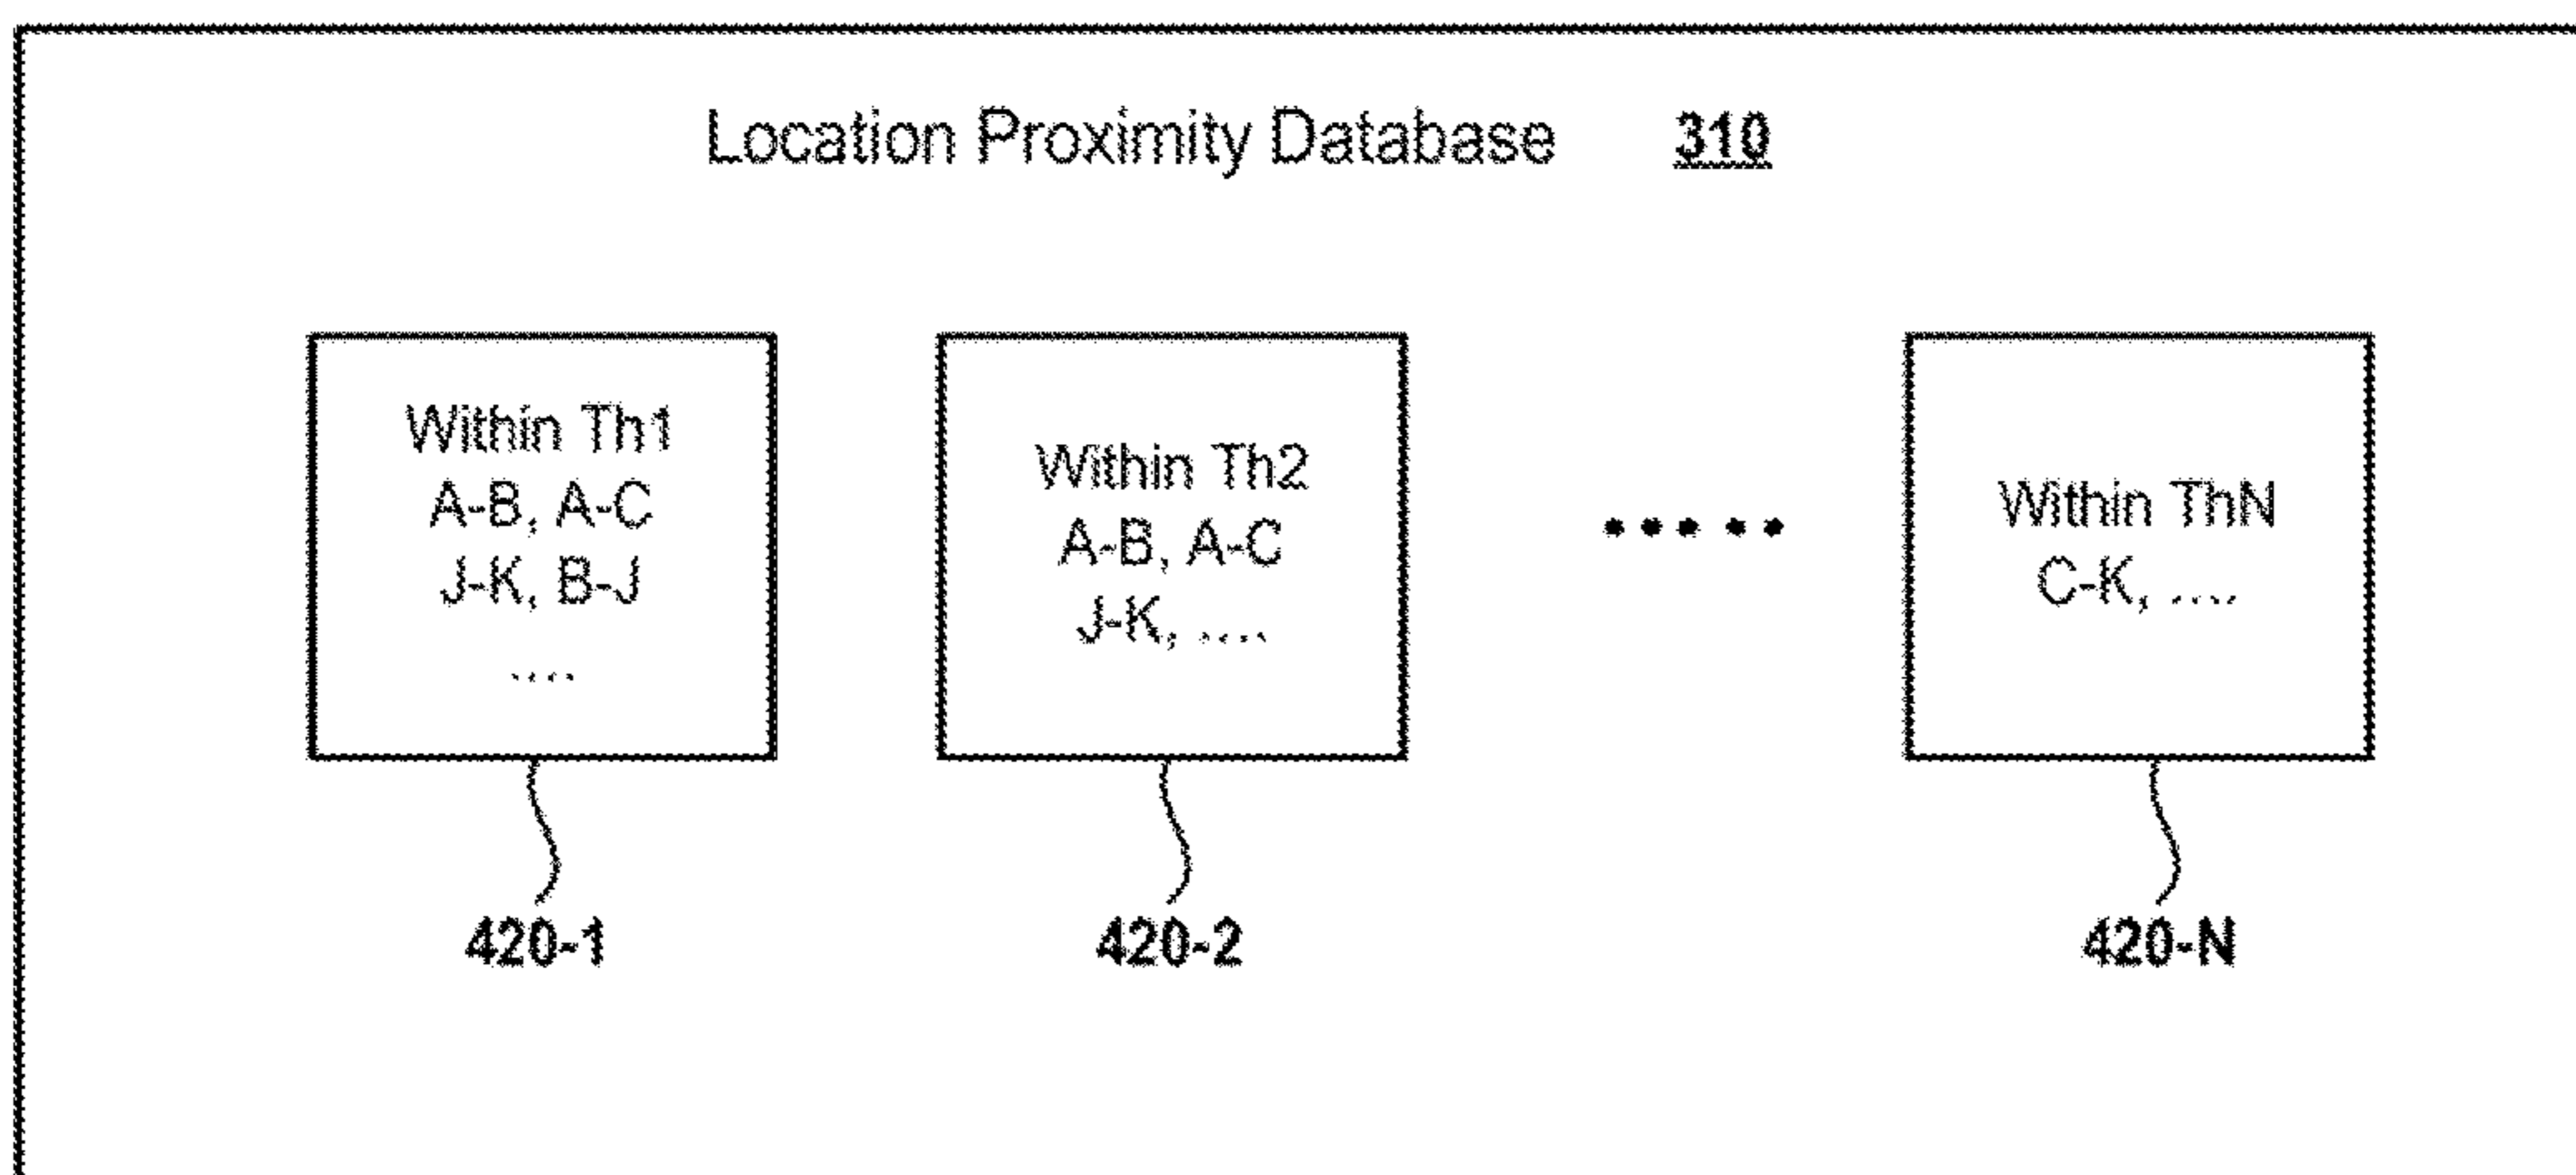 Location Proximity Database 310
Within Th1
A-B, A-C
J-K, B-J
....
Within Th2
A-B, A-C
J-K, ....
.....
Within ThN
C-K, ....
420-1
420-2
420-N